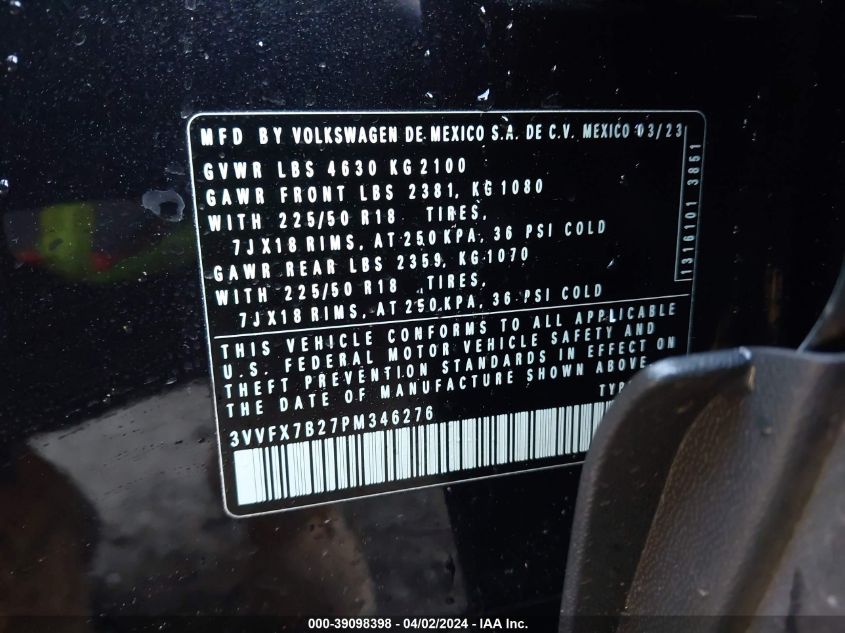 MFD BY VOLKSWAGEN DE MEXICO S.A. DE C.V. MEXICO 03/23
GVWR LBS 4630 KG 2100
GAWR FRONT LBS 2381, KG 1080
WITH 225/50 R18 TIRES,
7JX18 RIMS, AT 250 KPA, 36 PSI COLD
GAWR REAR LBS 2359, KG 1070
WITH 225/50 R18 TIRES,
7JX18 RIMS, AT 250 KPA, 36 PSI COLD
1316101 3851
THIS VEHICLE CONFORMS TO ALL APPLICABLE
U.S. FEDERAL MOTOR VEHICLE SAFETY AND
THEFT PREVENTION STANDARDS IN EFFECT ON
THE DATE OF MANUFACTURE SHOWN ABOVE.
3VVFX7B27PM346276 TYP
000-39098398 - 04/02/2024 - IAA Inc.